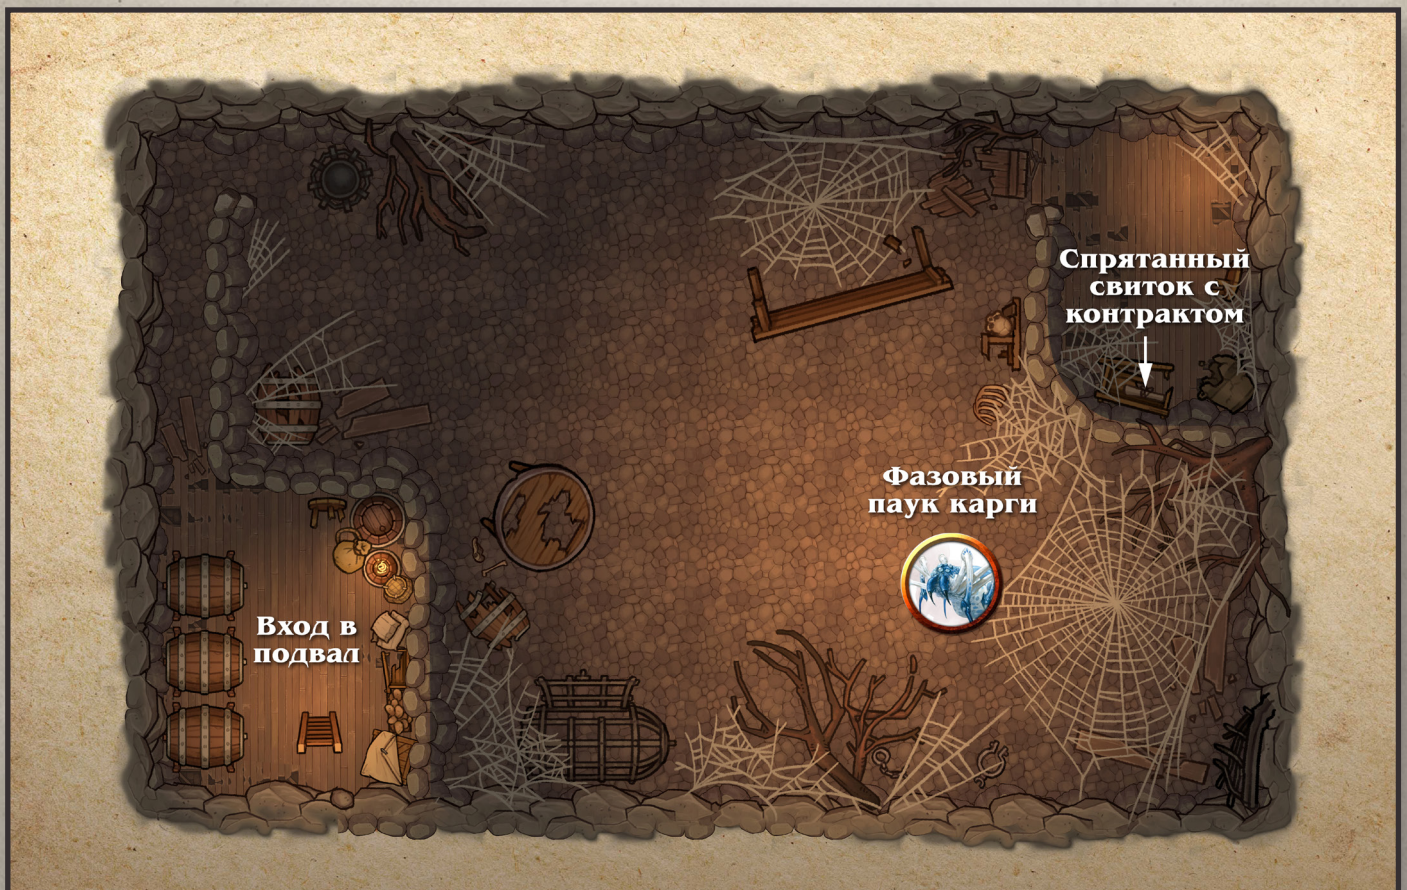 Спрятанный
свиток с
контрактом
Фазовый
паук карги
Вход в
подвал